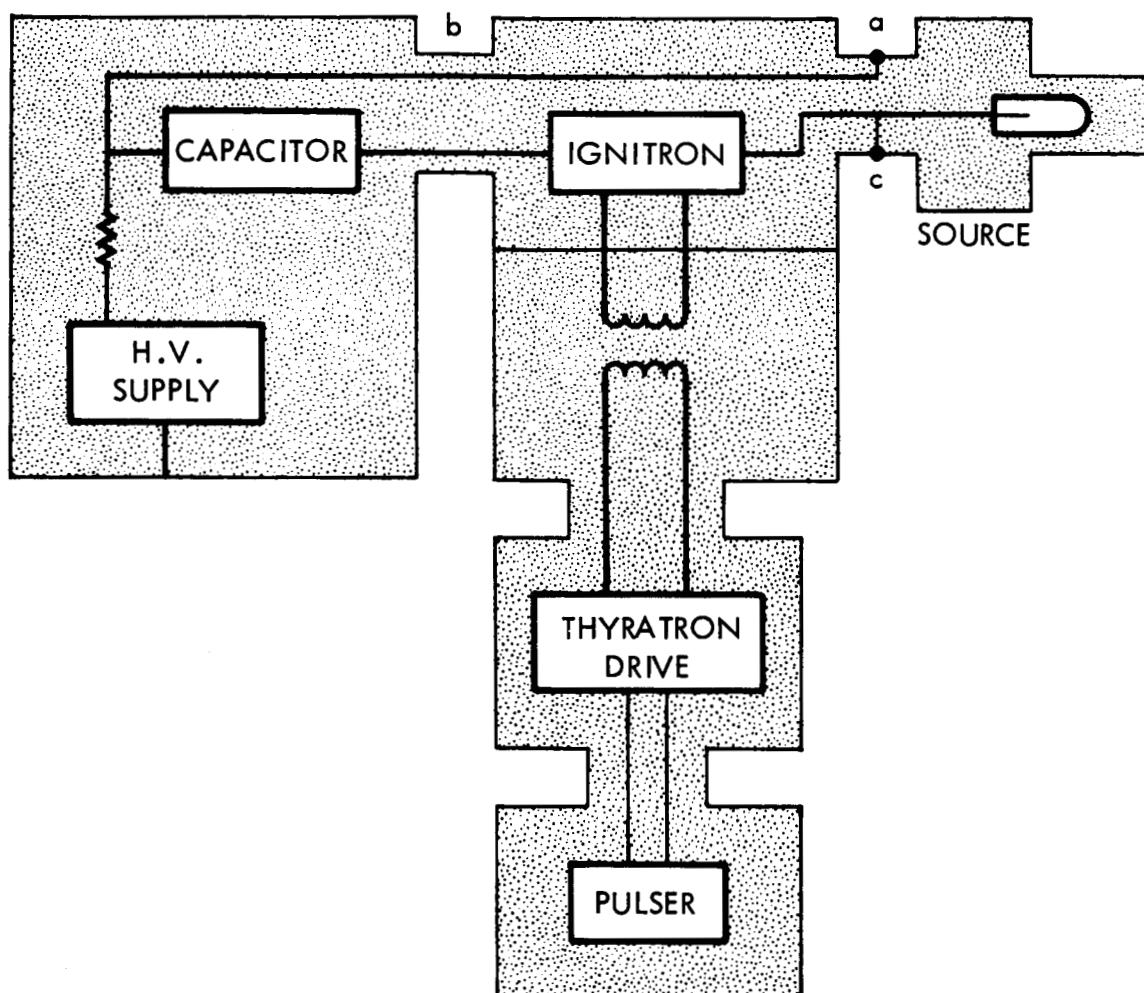 b
a
CAPACITOR
IGNITRON
c
SOURCE
H.V.
SUPPLY
THYRATRON
DRIVE
PULSER